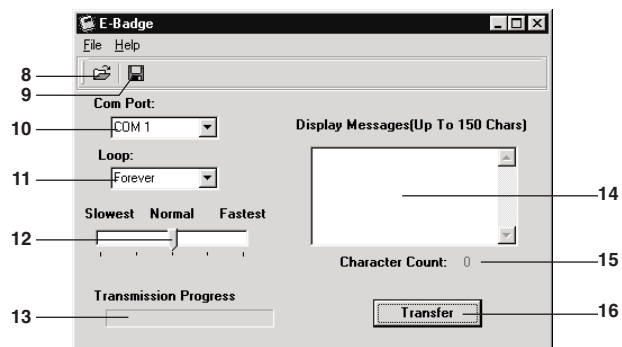 E-Badge
File Help
8
9
Com Port:
10 COM 1
Display Messages(Up To 150 Chars)
Loop:
11 Forever
14
Slowest Normal Fastest
12
Character Count: 0 15
Transmission Progress
13
Transfer 16